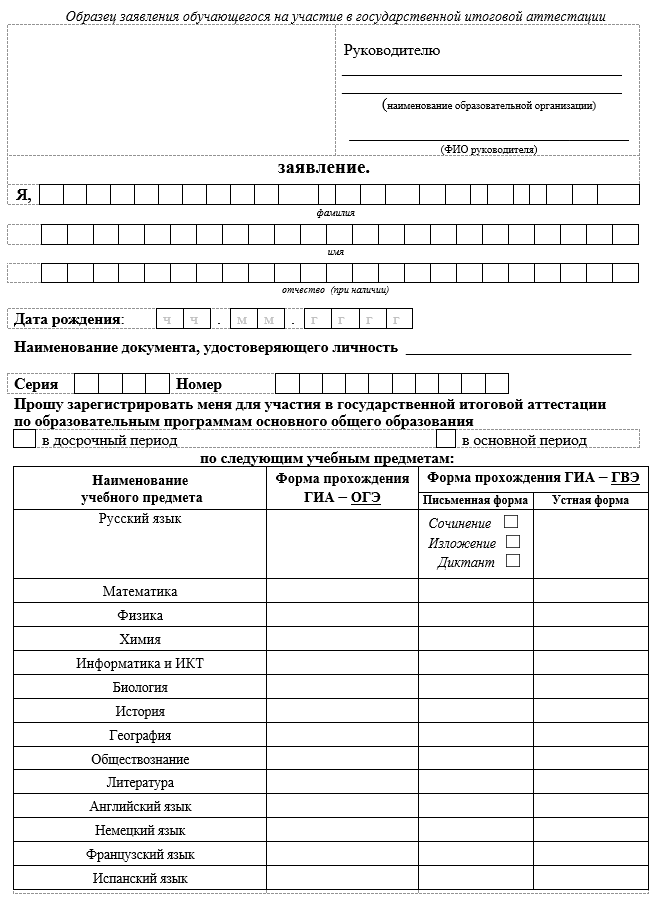 Образец заявления обучающегося на участие в государственной итоговой аттестации
Руководителю
(наименование образовательной организации)
(ФИО руководителя)
заявление.
Я,
фамилия
имя
отчество (при наличии)
Дата рождения: ч ч . м м . г г г г
Наименование документа, удостоверяющего личность
Серия Номер
Прошу зарегистрировать меня для участия в государственной итоговой аттестации
по образовательным программам основного общего образования
в досрочный период в основной период
по следующим учебным предметам:
Наименование
учебного предмета
Форма прохождения
ГИА – ОГЭ
Форма прохождения ГИА – ГВЭ
Письменная форма Устная форма
Русский язык
Сочинение
Изложение
Диктант
Математика
Физика
Химия
Информатика и ИКТ
Биология
История
География
Обществознание
Литература
Английский язык
Немецкий язык
Французский язык
Испанский язык